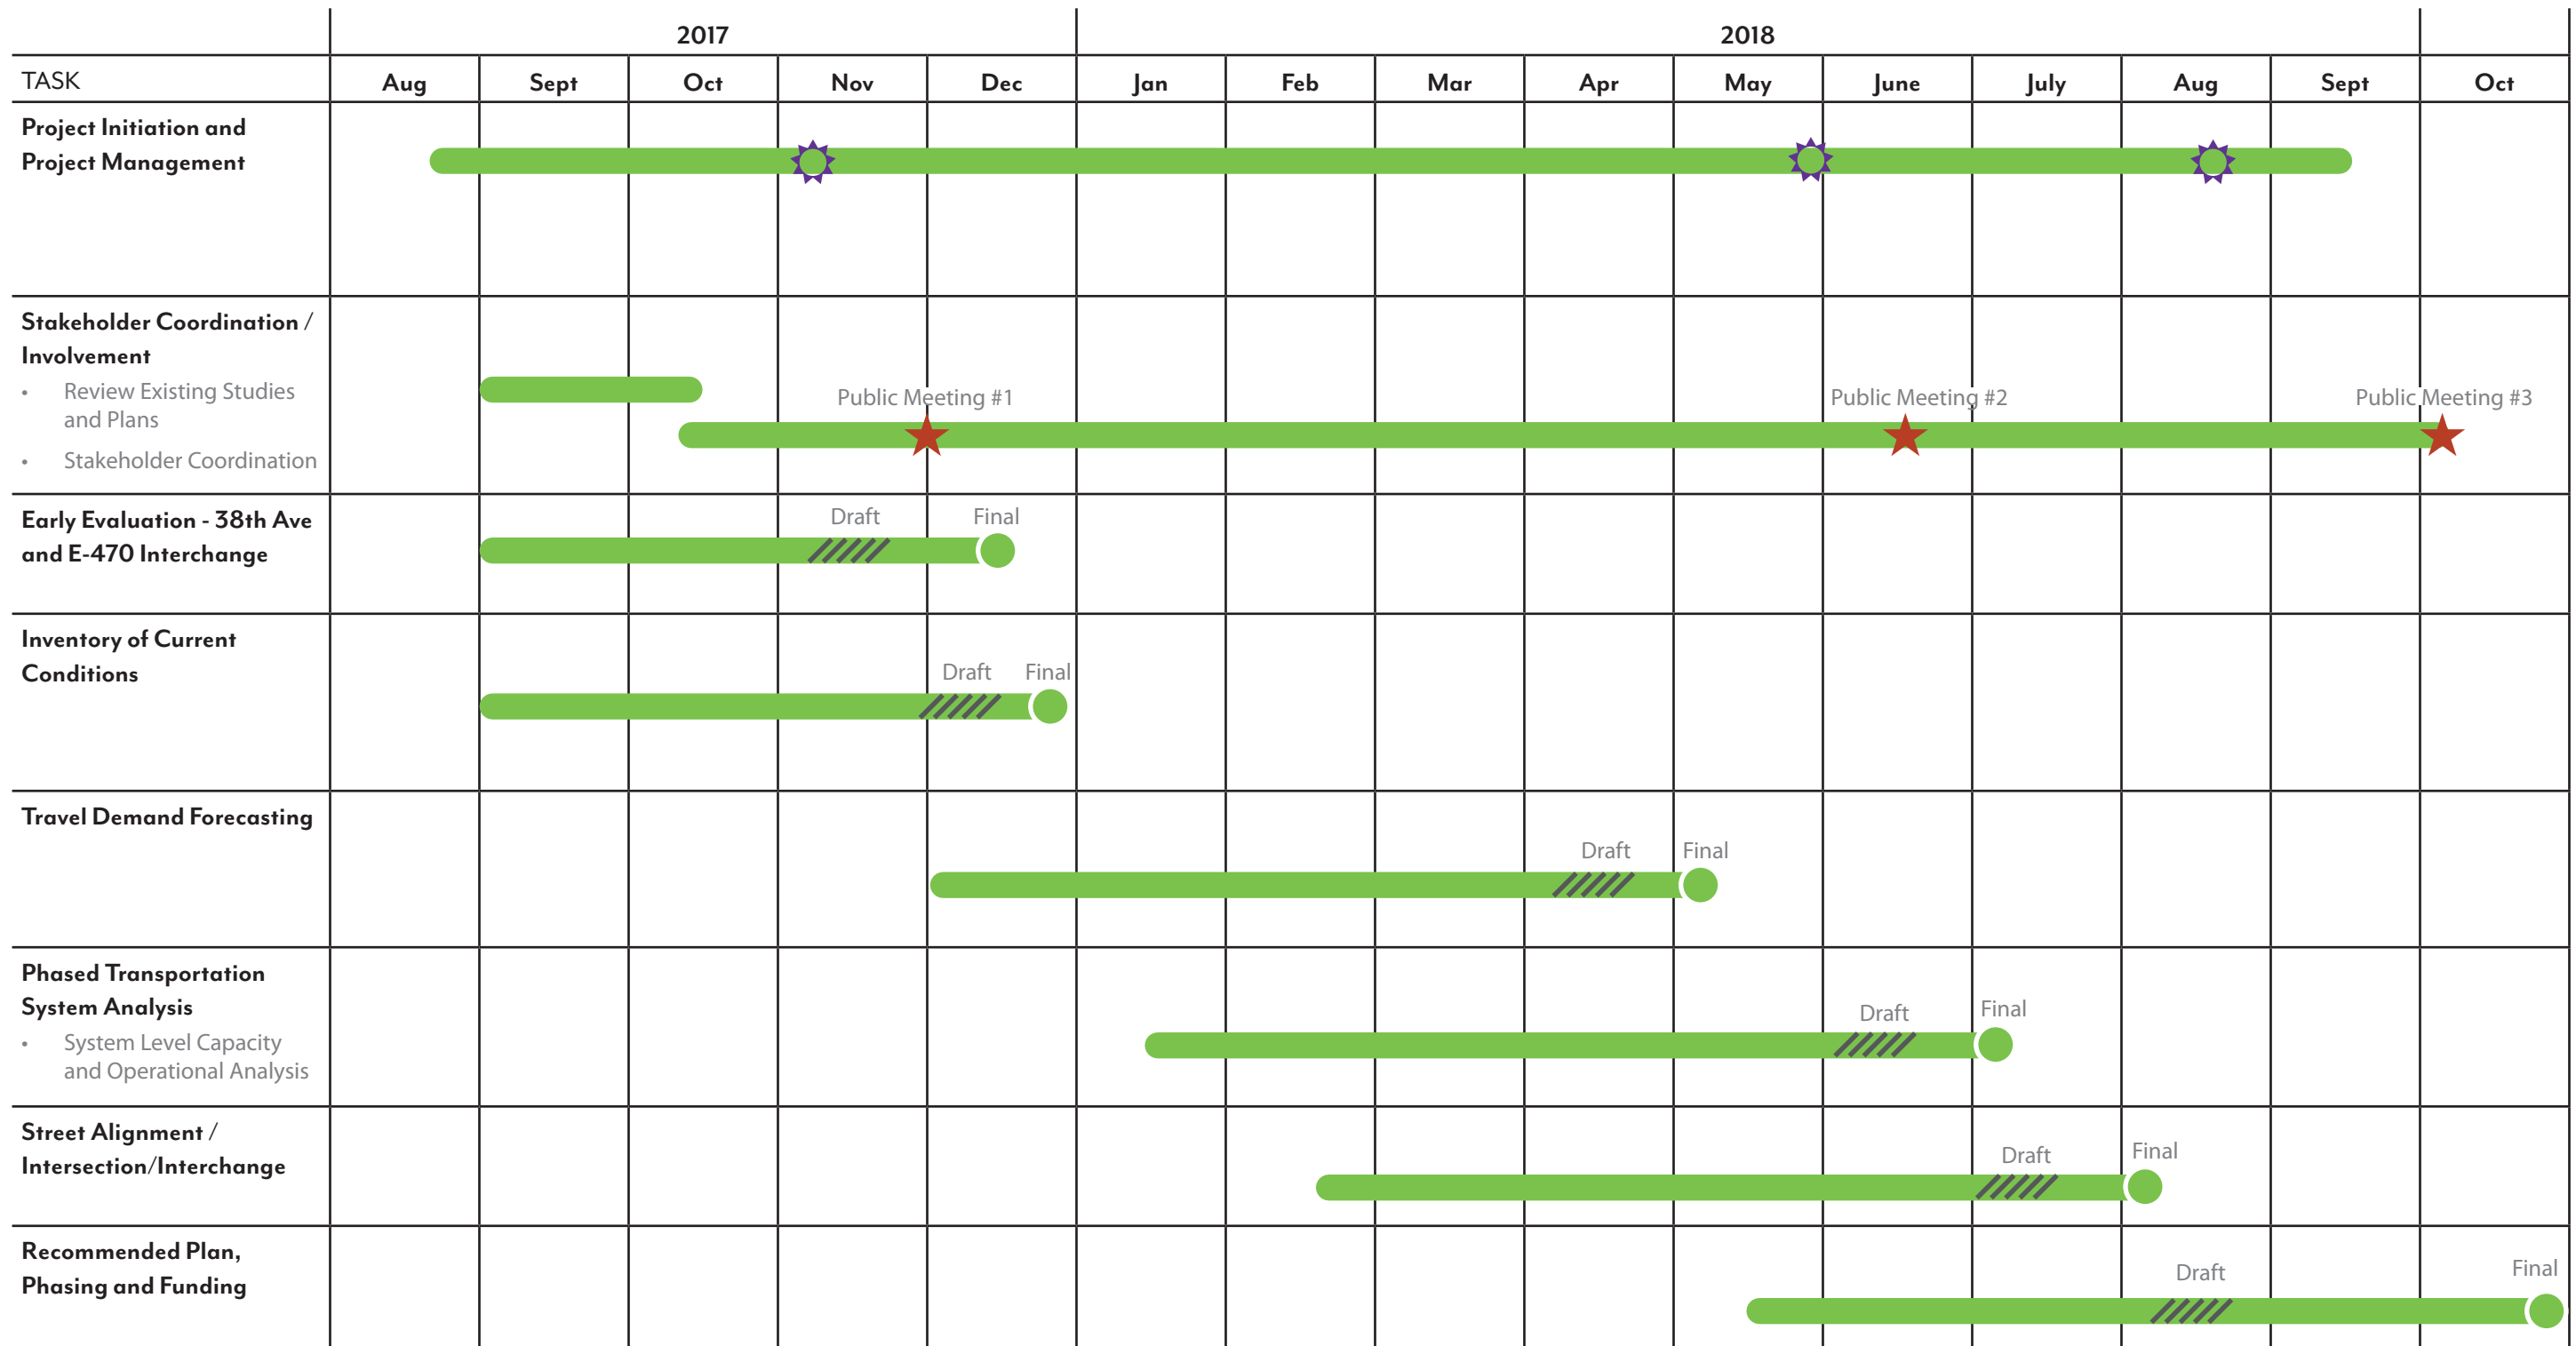 2017
2018
TASK
Aug
Sept
Oct
Nov
Dec
Jan
Feb
Mar
Apr
May
June
July
Aug
Sept
Oct
Project Initiation and
Project Management
Stakeholder Coordination /
Involvement
• Review Existing Studies
and Plans
• Stakeholder Coordination
Public Meeting #1
Public Meeting #2
Public Meeting #3
Early Evaluation - 38th Ave
and E-470 Interchange
Draft
Final
Inventory of Current
Conditions
Draft
Final
Travel Demand Forecasting
Draft
Final
Phased Transportation
System Analysis
• System Level Capacity
and Operational Analysis
Draft
Final
Street Alignment /
Intersection/Interchange
Draft
Final
Recommended Plan,
Phasing and Funding
Draft
Final